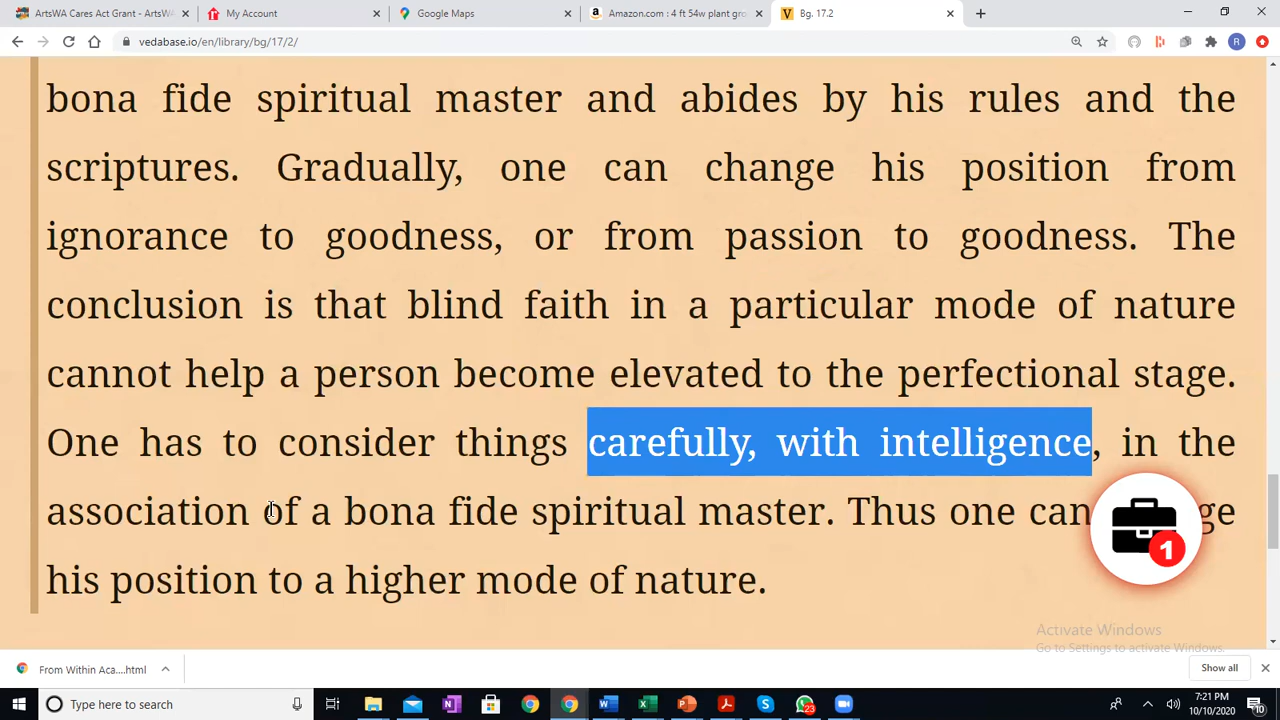 ArtsWA Cares Act Grant - ArtsWA
My Account
Google Maps
Amazon.com : 4 ft 54w plant gro
Bg. 17.2
vedabase.io/en/library/bg/17/2/
R
bona fide spiritual master and abides by his rules and the
scriptures. Gradually, one can change his position from
ignorance to goodness, or from passion to goodness. The
conclusion is that blind faith in a particular mode of nature
cannot help a person become elevated to the perfectional stage.
One has to consider things carefully, with intelligence, in the
association of a bona fide spiritual master. Thus one can ge
his position to a higher mode of nature.
1
Activate Windows
Go to Settings to activate Windows.
From Within Aca....html
Show all
Type here to search
23
7:21 PM
10/10/2020
10